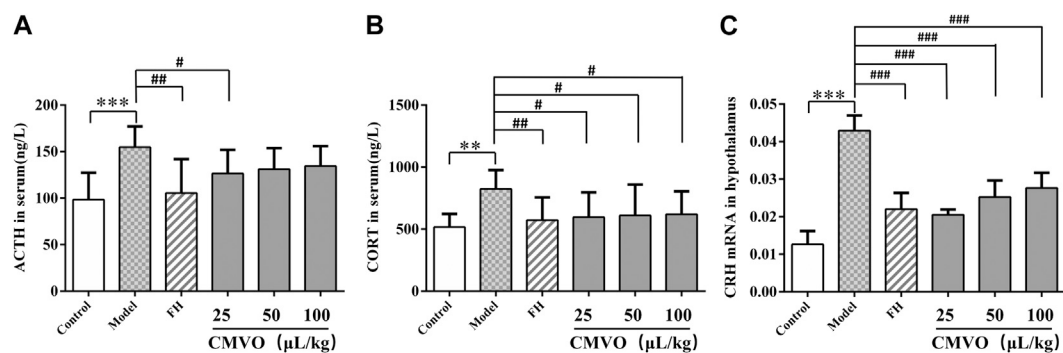 A
ACTH in serum(ng/L)
200
150
100
50
0
***
##
#
Control
Model
FH
25
50
100
CMVO (μL/kg)
B
CORT in serum(ng/L)
1500
1000
500
0
**
##
#
#
#
Control
Model
FH
25
50
100
CMVO (μL/kg)
C
CRH mRNA in hypothalamus
0.05
0.04
0.03
0.02
0.01
0.00
***
###
###
###
###
Control
Model
FH
25
50
100
CMVO (μL/kg)